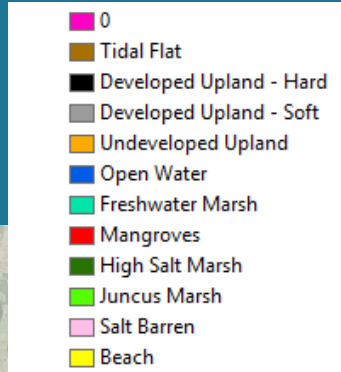 0
Tidal Flat
Developed Upland - Hard
Developed Upland - Soft
Undeveloped Upland
Open Water
Freshwater Marsh
Mangroves
High Salt Marsh
Juncus Marsh
Salt Barren
Beach